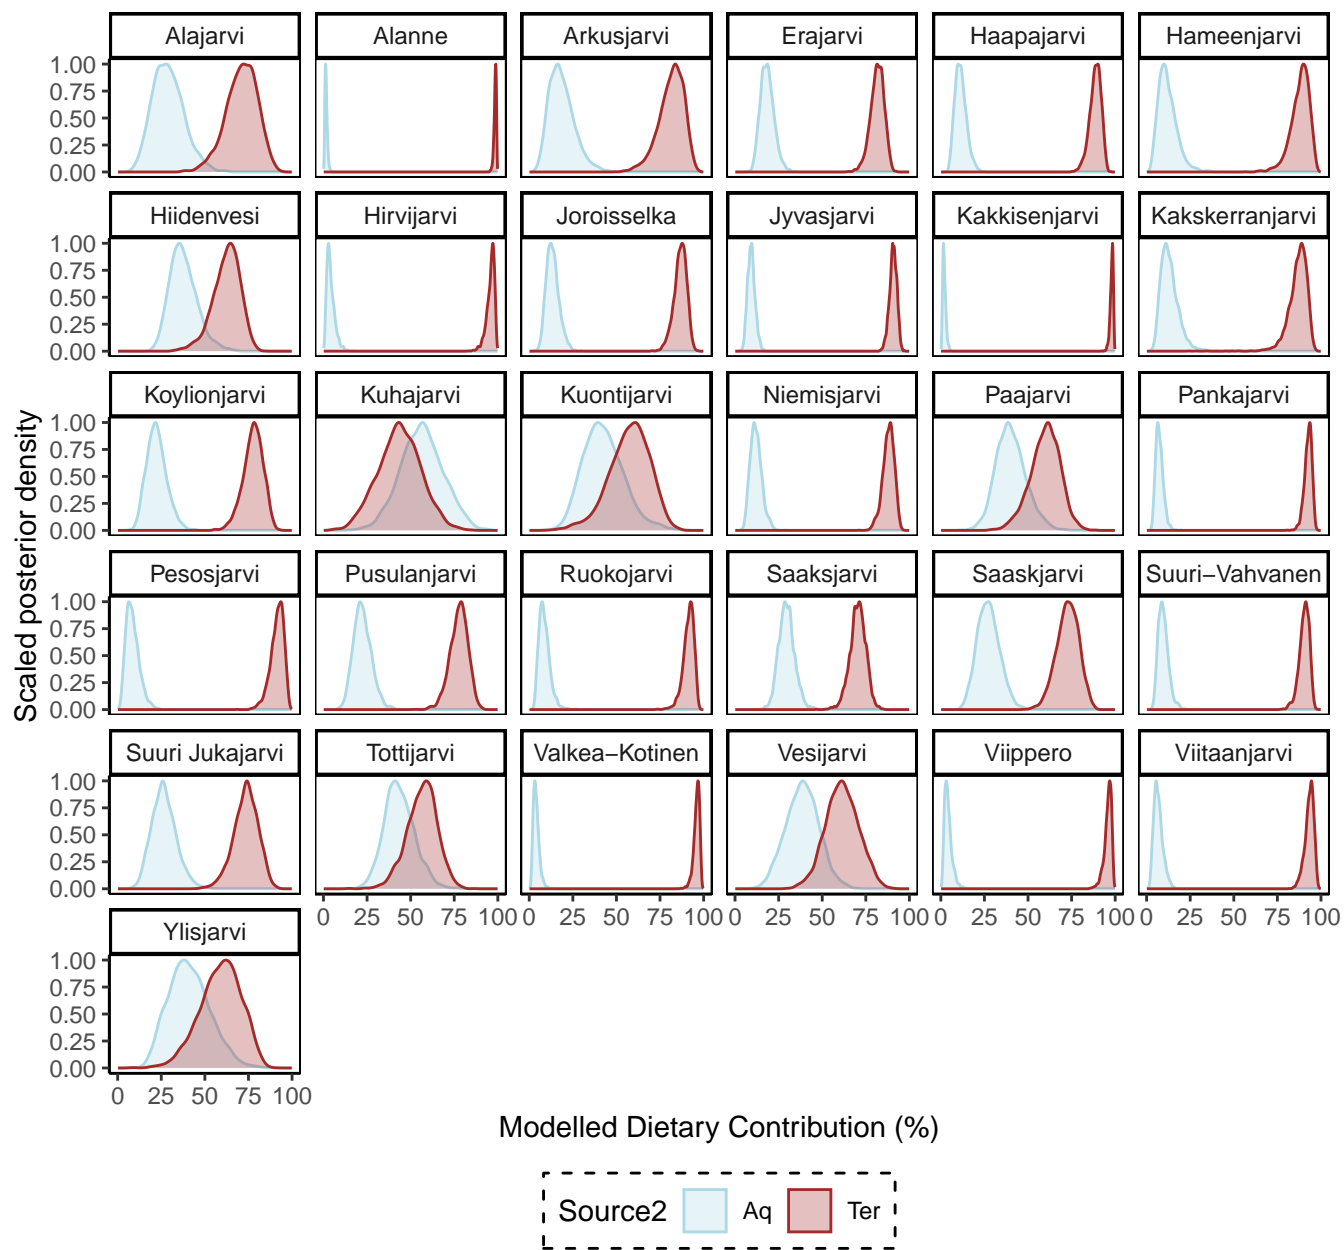 Alajarvi Alanne Arkusjarvi Erajarvi Haapajarvi Hameenjarvi
1.00
0.75
0.50
0.25
0.00
Hiidenvesi Hirvijarvi Joroisselka Jyvasjarvi Kakkisenjarvi Kakskerranjarvi
1.00
0.75
0.50
0.25
0.00
Koylionjarvi Kuhajarvi Kuontijarvi Niemisjarvi Paajarvi Pankajarvi
1.00
0.75
0.50
0.25
0.00
Scaled posterior density
Pesosjarvi Pusulanjarvi Ruokojarvi Saaksjarvi Saaskjarvi Suuri−Vahvanen
1.00
0.75
0.50
0.25
0.00
Suuri Jukajarvi Tottijarvi Valkea−Kotinen Vesijarvi Viippero Viitaanjarvi
1.00
0.75
0.50
0.25
0.00
0 25 50 75 100 0 25 50 75 100 0 25 50 75 100 0 25 50 75 100 0 25 50 75 100
Ylisjarvi
1.00
0.75
0.50
0.25
0.00
0 25 50 75 100
Modelled Dietary Contribution (%)
Source2 Aq Ter